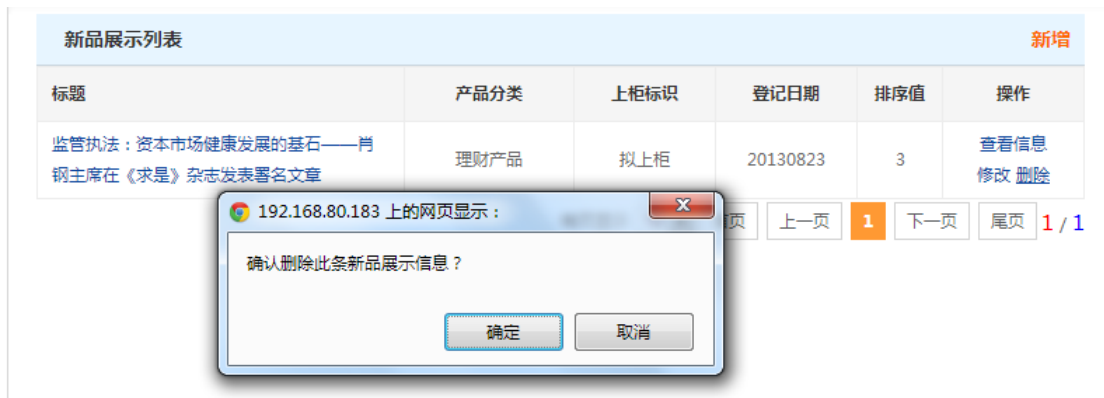 新品展示列表 新增
标题 产品分类 上柜标识 登记日期 排序值 操作
监管执法：资本市场健康发展的基石——肖 理财产品 拟上柜 20130823 3 查看信息
钢主席在《求是》杂志发表署名文章 修改 删除
192.168.80.183 上的网页显示：
页 上一页 1 下一页 尾页 1 / 1
确认删除此条新品展示信息？
确定 取消